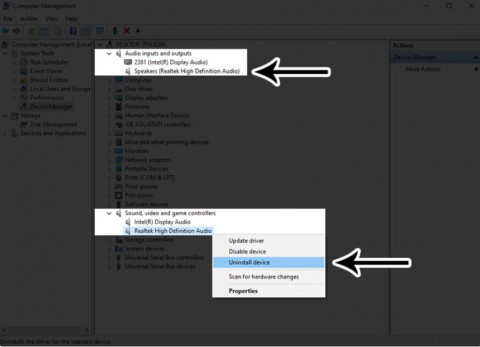 Computer Management
File Action View Help
Computer Management (Local
System Tools
Task Scheduler
Event Viewer
Shared Folders
Local Users and Groups
Performance
Device Manager
Storage
Disk Management
Services and Applications
Audio inputs and outputs
2381 (Intel(R) Display Audio)
Speakers (Realtek High Definition Audio)
Computer
Disk drives
Display adapters
Firmware
Human Interface Devices
IDE ATA/ATAPI controllers
Keyboards
Mice and other pointing devices
Monitors
Network adapters
Portable Devices
Ports (COM & LPT)
Print queues
Processors
Software devices
Sound, video and game controllers
Intel(R) Display Audio
Realtek High Definition Audio
Storage controllers
System devices
Universal Serial Bus controllers
Universal Serial Bus devices
Update driver
Disable device
Uninstall device
Scan for hardware changes
Properties
Actions
Device Manager
More Actions
Uninstalls the driver for the selected device.